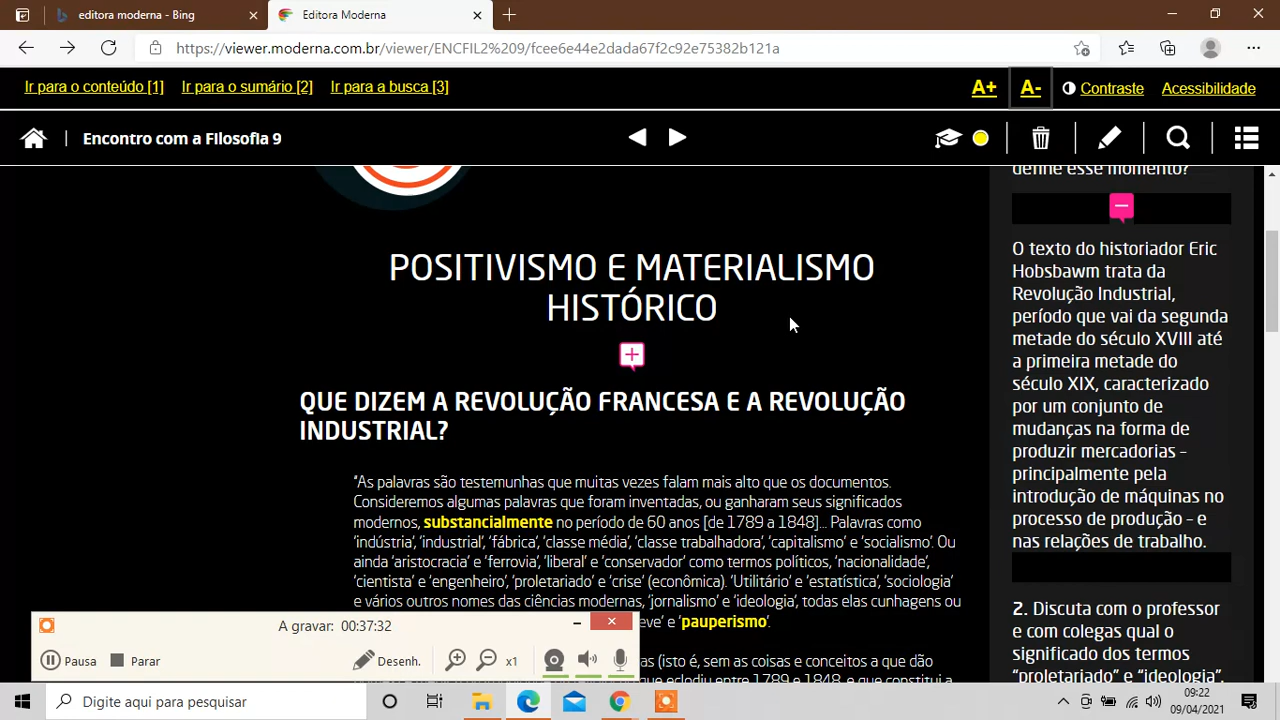 editora moderna - Bing
Editora Moderna
https://viewer.moderna.com.br/viewer/ENCFIL2%209/fcee6e44e2dada67f2c92e75382b121a
Ir para o conteúdo [1]
Ir para o sumário [2]
Ir para a busca [3]
A+
A-
Contraste
Acessibilidade
Encontro com a Filosofia 9
POSITIVISMO E MATERIALISMO
HISTÓRICO
QUE DIZEM A REVOLUÇÃO FRANCESA E A REVOLUÇÃO
INDUSTRIAL?
“As palavras são testemunhas que muitas vezes falam mais alto que os documentos.
Consideremos algumas palavras que foram inventadas, ou ganharam seus significados
modernos, substancialmente no período de 60 anos [de 1789 a 1848]... Palavras como
‘indústria’, ‘industrial’, ‘fábrica’, ‘classe média’, ‘classe trabalhadora’, ‘capitalismo’ e ‘socialismo’. Ou
ainda ‘aristocracia’ e ‘ferrovia’, ‘liberal’ e ‘conservador’ como termos políticos, ‘nacionalidade’,
‘cientista’ e ‘engenheiro’, ‘proletariado’ e ‘crise’ (econômica). ‘Utilitário’ e ‘estatística’, ‘sociologia’
e vários outros nomes das ciências modernas, ‘jornalismo’ e ‘ideologia’, todas elas cunhagens ou
eve’ e ‘pauperismo’.
as (isto é, sem as coisas e conceitos a que dão
que eclodiu entre 1789 e 1848, e que constitui a
define esse momento?
O texto do historiador Eric
Hobsbawm trata da
Revolução Industrial,
período que vai da segunda
metade do século XVIII até
a primeira metade do
século XIX, caracterizado
por um conjunto de
mudanças na forma de
produzir mercadorias –
principalmente pela
introdução de máquinas no
processo de produção – e
nas relações de trabalho.
2. Discuta com o professor
e com colegas qual o
significado dos termos
“proletariado” e “ideologia”,
A gravar: 00:37:32
Pausa
Parar
Desenh.
x1
Digite aqui para pesquisar
09:22
09/04/2021